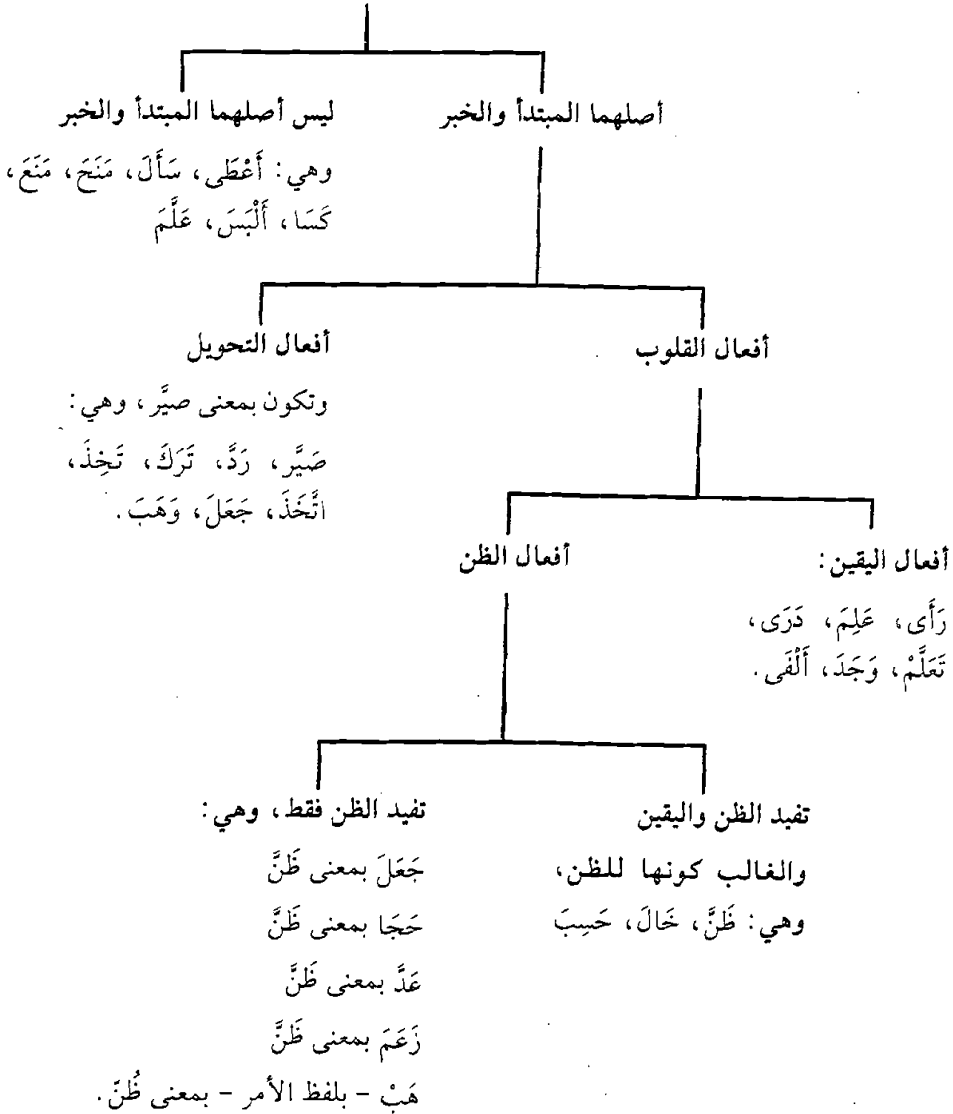 أصلهما المبتدأ والخبر
ليس أصلهما المبتدأ والخبر
وهي: أَعْطَى، سَأَلَ، مَنَحَ، مَنَعَ،
كَسَا، أَلْبَسَ، عَلَّمَ
أفعال القلوب
أفعال التحويل
وتكون بمعنى صيَّر، وهي:
صَيَّر، رَدَّ، تَرَكَ، تَخِذَ،
اتَّخَذَ، جَعَلَ، وَهَبَ.
أفعال اليقين:
رَأَى، عَلِمَ، دَرَى،
تَعَلَّمْ، وَجَدَ، أَلْفَى.
أفعال الظن
تفيد الظن واليقين
والغالب كونها للظن،
وهي: ظَنَّ، خَالَ، حَسِبَ
تفيد الظن فقط، وهي:
جَعَلَ بمعنى ظَنَّ
حَجَا بمعنى ظَنَّ
عَدَّ بمعنى ظَنَّ
زَعَمَ بمعنى ظَنَّ
هَبْ - بلفظ الأمر - بمعنى ظُنّ.